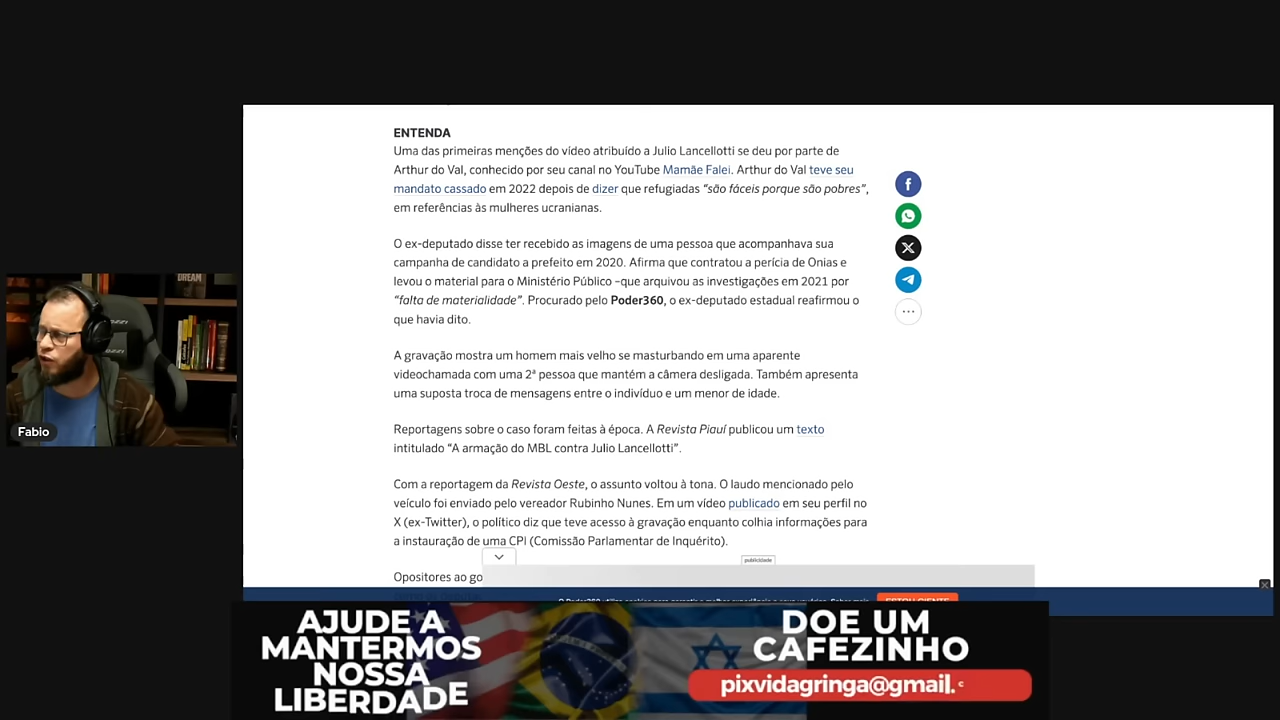 ENTENDA
Uma das primeiras menções do vídeo atribuído a Julio Lancellotti se deu por parte de
Arthur do Val, conhecido por seu canal no YouTube Mamãe Falei. Arthur do Val teve seu
mandato cassado em 2022 depois de dizer que refugiadas “são fáceis porque são pobres”,
em referências às mulheres ucranianas.
O ex-deputado disse ter recebido as imagens de uma pessoa que acompanhava sua
campanha de candidato a prefeito em 2020. Afirma que contratou a perícia de Onias e
levou o material para o Ministério Público –que arquivou as investigações em 2021 por
“falta de materialidade”. Procurado pelo Poder360, o ex-deputado estadual reafirmou o
que havia dito.
A gravação mostra um homem mais velho se masturbando em uma aparente
videochamada com uma 2ª pessoa que mantém a câmera desligada. Também apresenta
uma suposta troca de mensagens entre o indivíduo e um menor de idade.
Reportagens sobre o caso foram feitas à época. A Revista Piauí publicou um texto
intitulado “A armação do MBL contra Julio Lancellotti”.
Com a reportagem da Revista Oeste, o assunto voltou à tona. O laudo mencionado pelo
veículo foi enviado pelo vereador Rubinho Nunes. Em um vídeo publicado em seu perfil no
X (ex-Twitter), o político diz que teve acesso à gravação enquanto colhia informações para
a instauração de uma CPI (Comissão Parlamentar de Inquérito).
publicidade
Opositores ao go
DREAM
Fabio
AJUDE A
MANTERMOS
NOSSA
LIBERDADE
DOE UM
CAFEZINHO
pixvidagringa@gmail.c